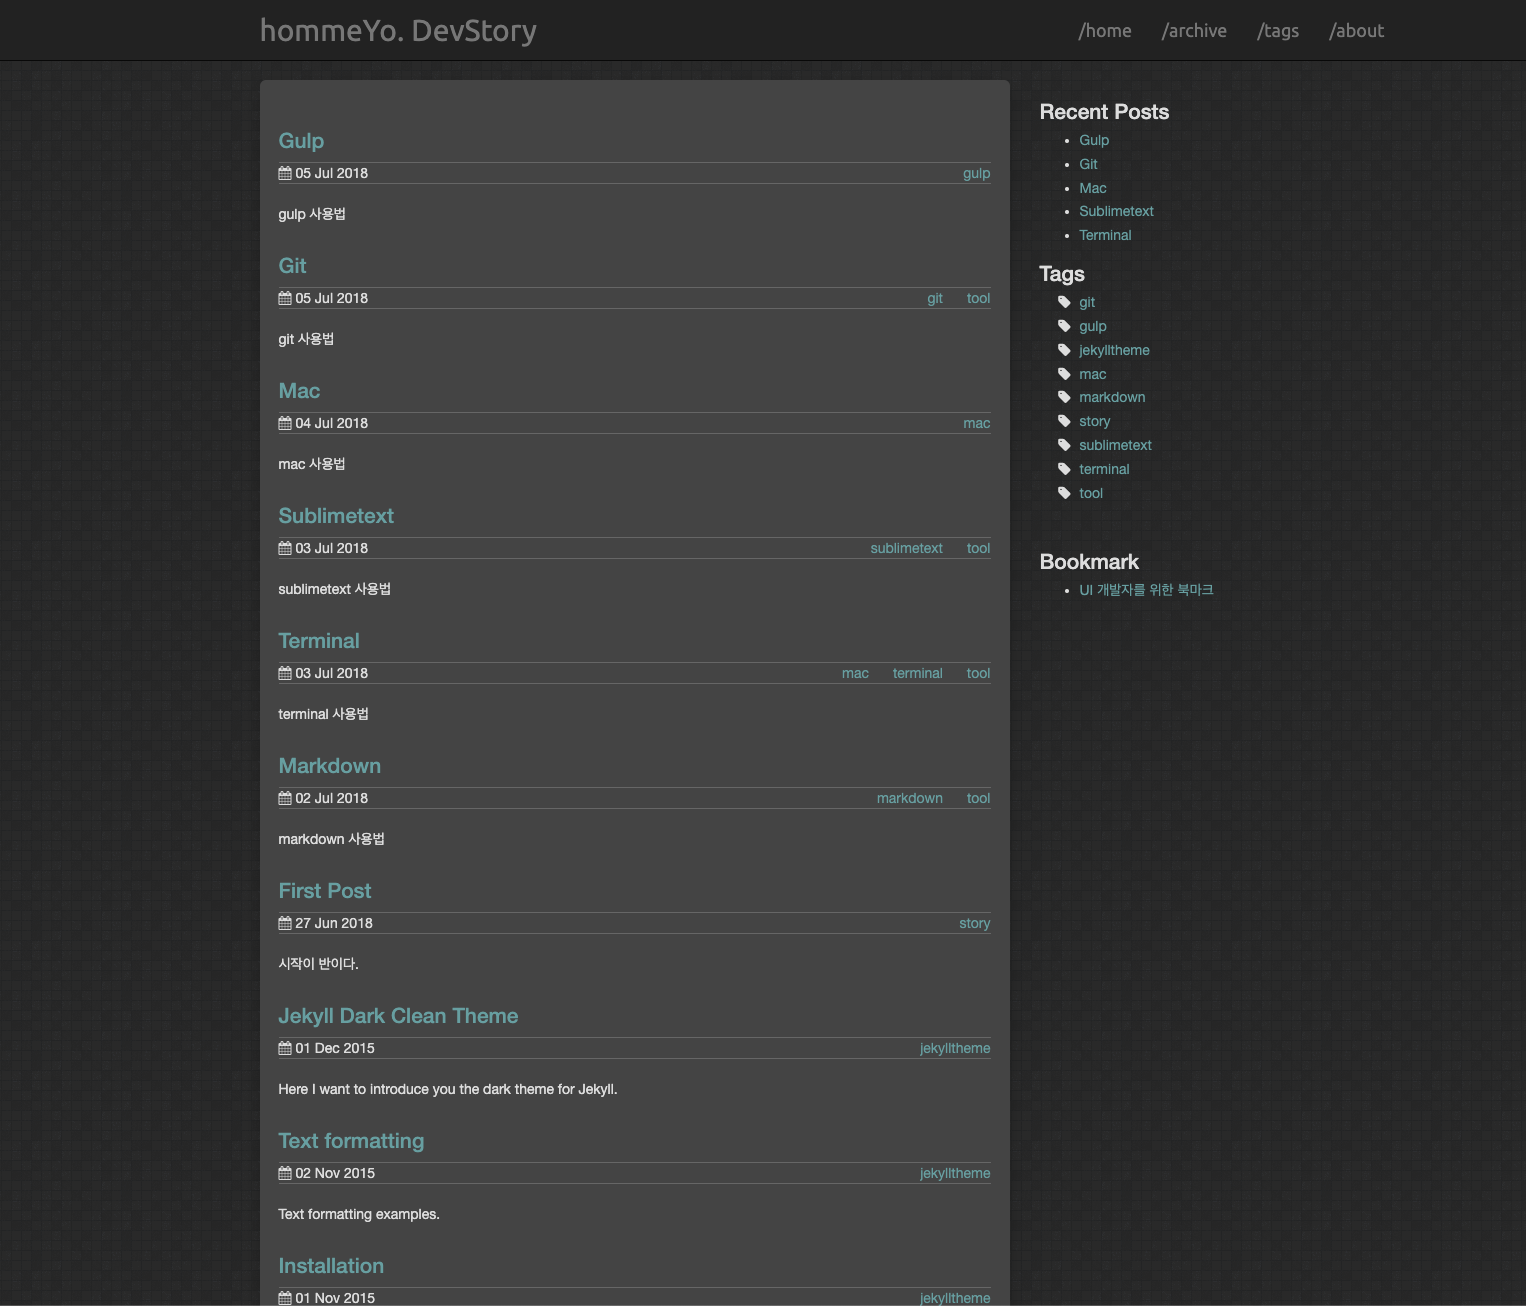 hommeYo. DevStory
/home /archive /tags /about
Gulp
05 Jul 2018 gulp
gulp 사용법
Git
05 Jul 2018 git tool
git 사용법
Mac
04 Jul 2018 mac
mac 사용법
Sublimetext
03 Jul 2018 sublimetext tool
sublimetext 사용법
Terminal
03 Jul 2018 mac terminal tool
terminal 사용법
Markdown
02 Jul 2018 markdown tool
markdown 사용법
First Post
27 Jun 2018 story
시작이 반이다.
Jekyll Dark Clean Theme
01 Dec 2015 jekylltheme
Here I want to introduce you the dark theme for Jekyll.
Text formatting
02 Nov 2015 jekylltheme
Text formatting examples.
Installation
01 Nov 2015 jekylltheme
Recent Posts
Gulp
Git
Mac
Sublimetext
Terminal
Tags
git
gulp
jekylltheme
mac
markdown
story
sublimetext
terminal
tool
Bookmark
UI 개발자를 위한 북마크